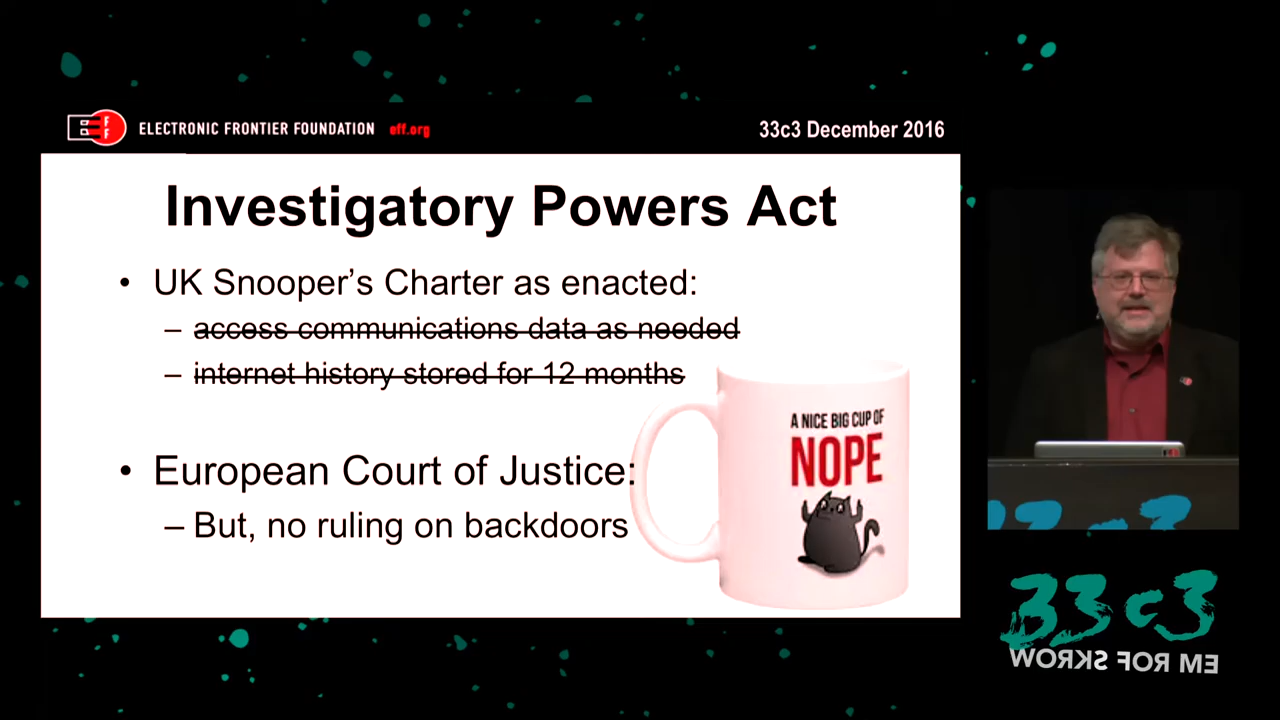 EFF
ELECTRONIC FRONTIER FOUNDATION eff.org
33c3 December 2016
Investigatory Powers Act
• UK Snooper’s Charter as enacted:
– access communications data as needed
– internet history stored for 12 months
A NICE BIG CUP OF
NOPE
• European Court of Justice:
– But, no ruling on backdoors
33c3
WORKS FOR ME